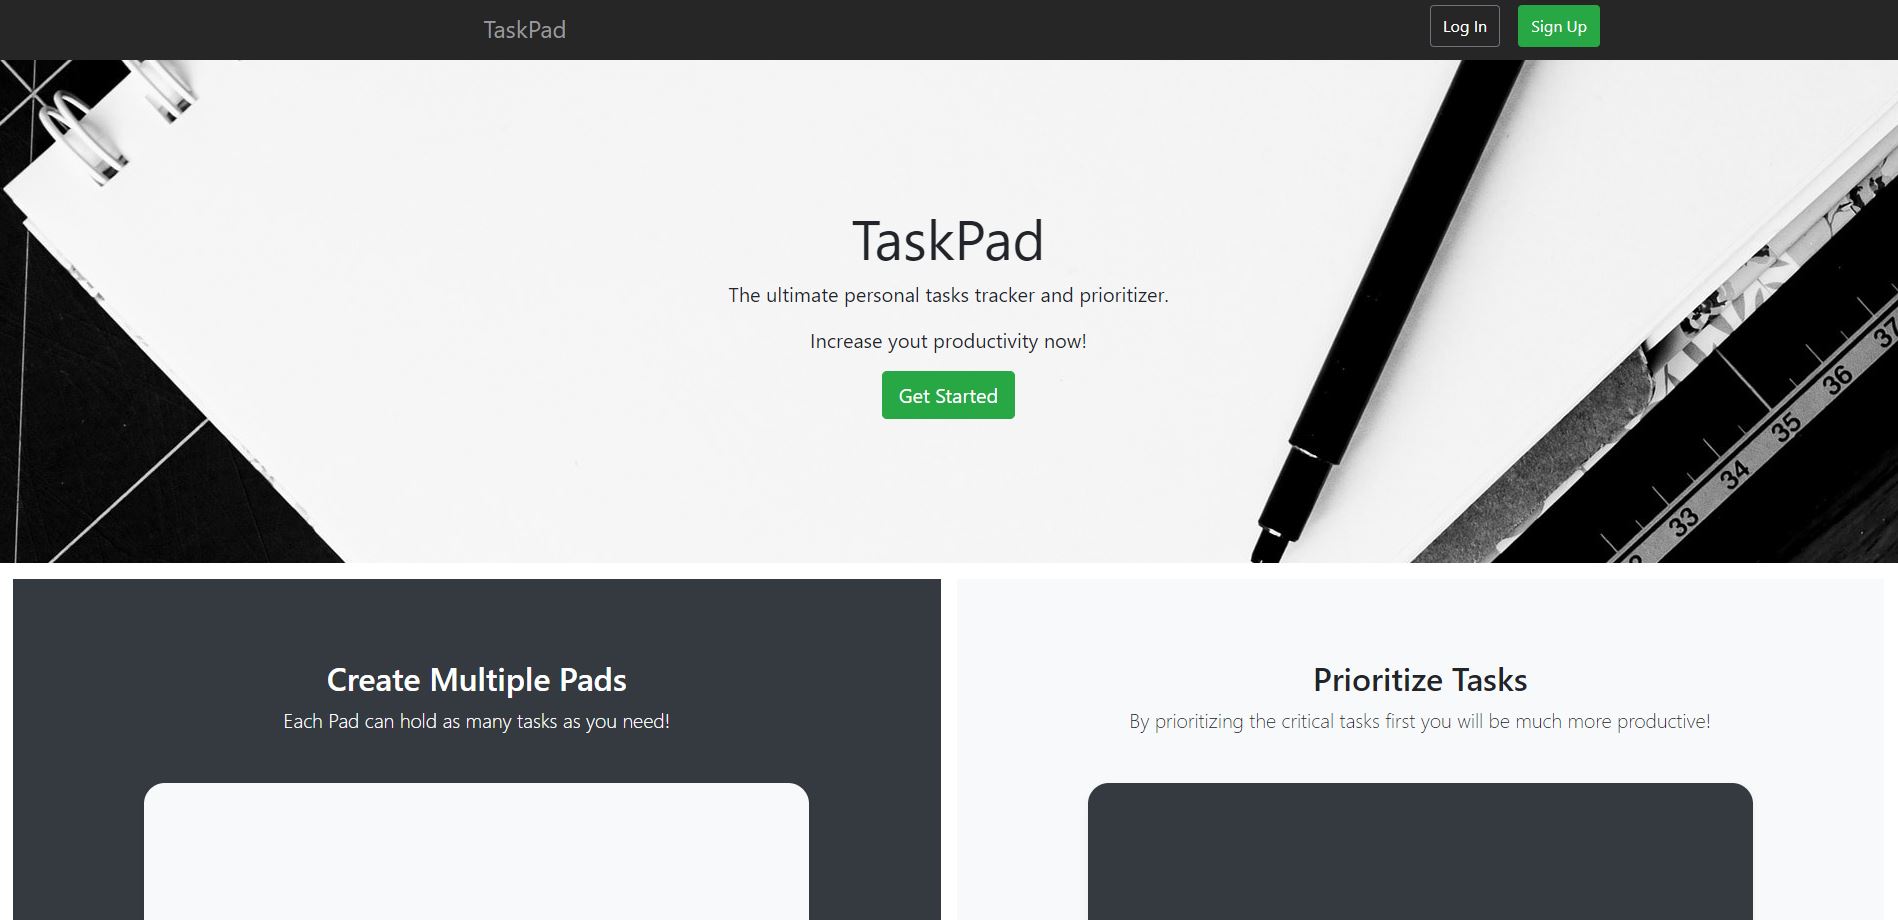 TaskPad
Log In
Sign Up
TaskPad
The ultimate personal tasks tracker and prioritizer.
Increase yout productivity now!
Get Started
37
36
35
34
33
Create Multiple Pads
Each Pad can hold as many tasks as you need!
Prioritize Tasks
By prioritizing the critical tasks first you will be much more productive!